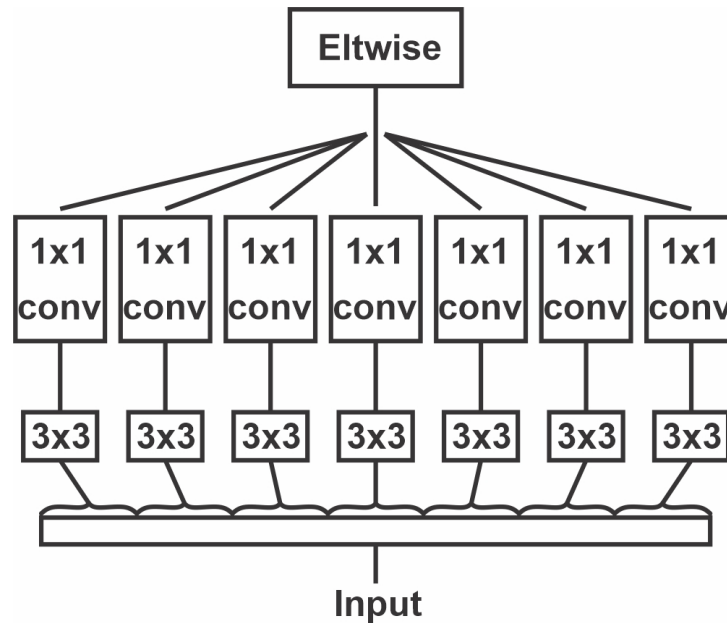 Eltwise
1x1 1x1 1x1 1x1 1x1 1x1 1x1
conv conv conv conv conv conv conv
3x3 3x3 3x3 3x3 3x3 3x3 3x3
Input